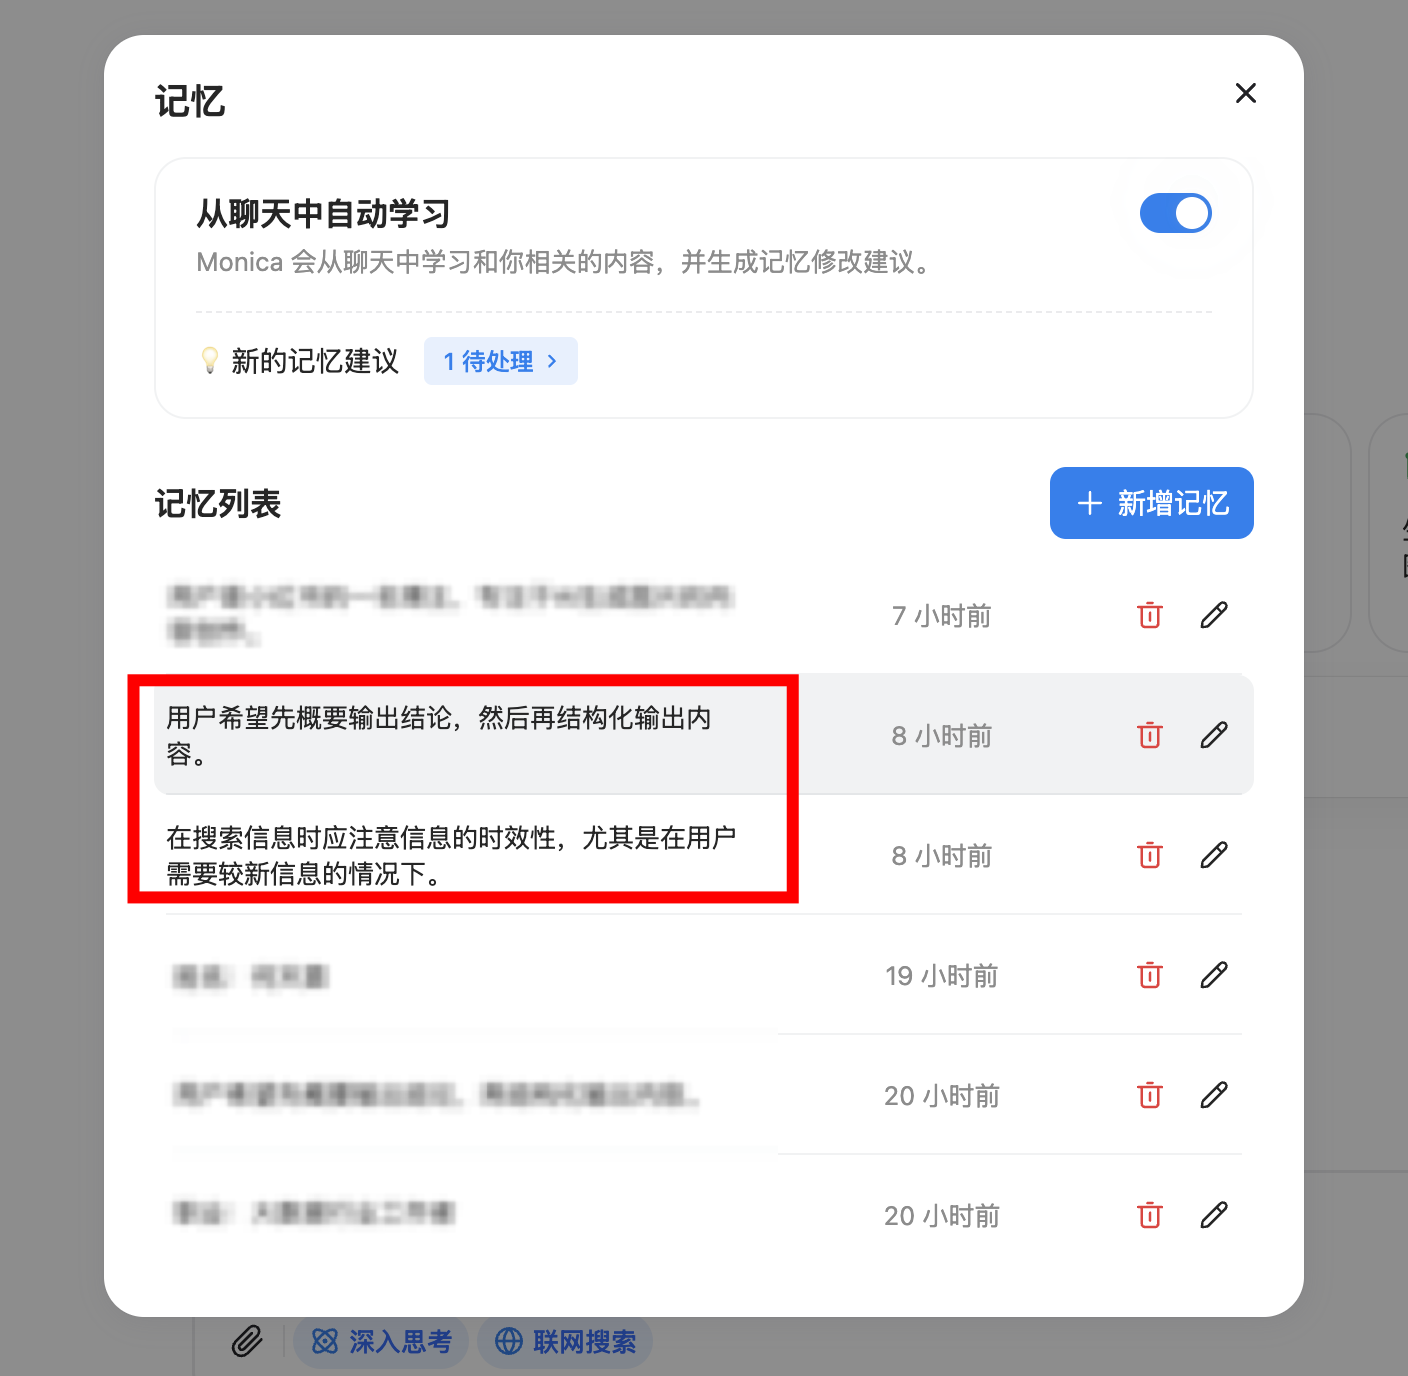 记忆
从聊天中自动学习
Monica 会从聊天中学习和你相关的内容，并生成记忆修改建议。
新的记忆建议
1 待处理
记忆列表
新增记忆
7 小时前
用户希望先概要输出结论，然后再结构化输出内
容。
8 小时前
在搜索信息时应注意信息的时效性，尤其是在用户
需要较新信息的情况下。
8 小时前
19 小时前
20 小时前
20 小时前
深入思考
联网搜索